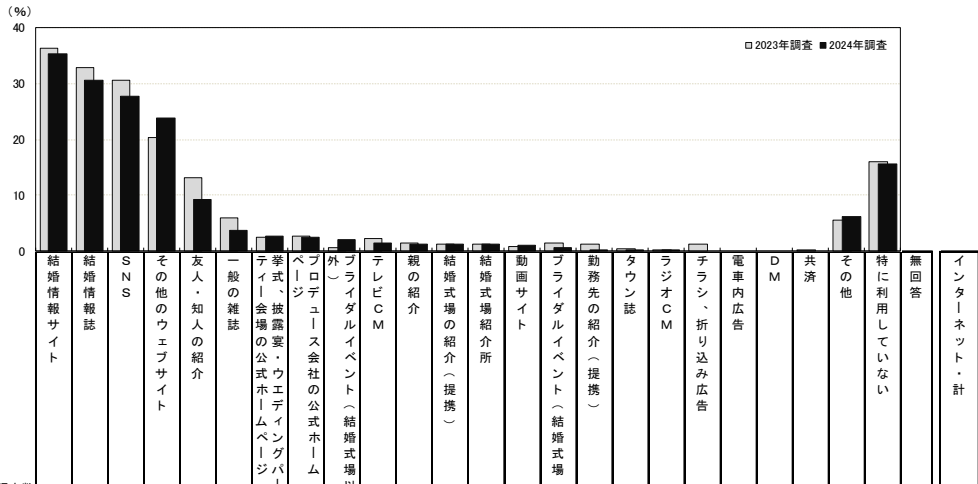 (％)
40
30
20
10
0
2023年調査 2024年調査
結婚情報サイト
結婚情報誌
ＳＮＳ
その他のウェブサイト
友人・知人の紹介
一般の雑誌
挙式、披露宴・ウエディングパー
ティー会場の公式ホームページ
プロデュース会社の公式ホーム
ページ
ブライダルイベント（結婚式場以
外）
テレビＣＭ
親の紹介
結婚式場の紹介（提携）
結婚式場紹介所
動画サイト
ブライダルイベント（結婚式場
勤務先の紹介（提携）
タウン誌
ラジオＣＭ
チラシ、折り込み広告
電車内広告
ＤＭ
共済
その他
特に利用していない
無回答
インターネット・計